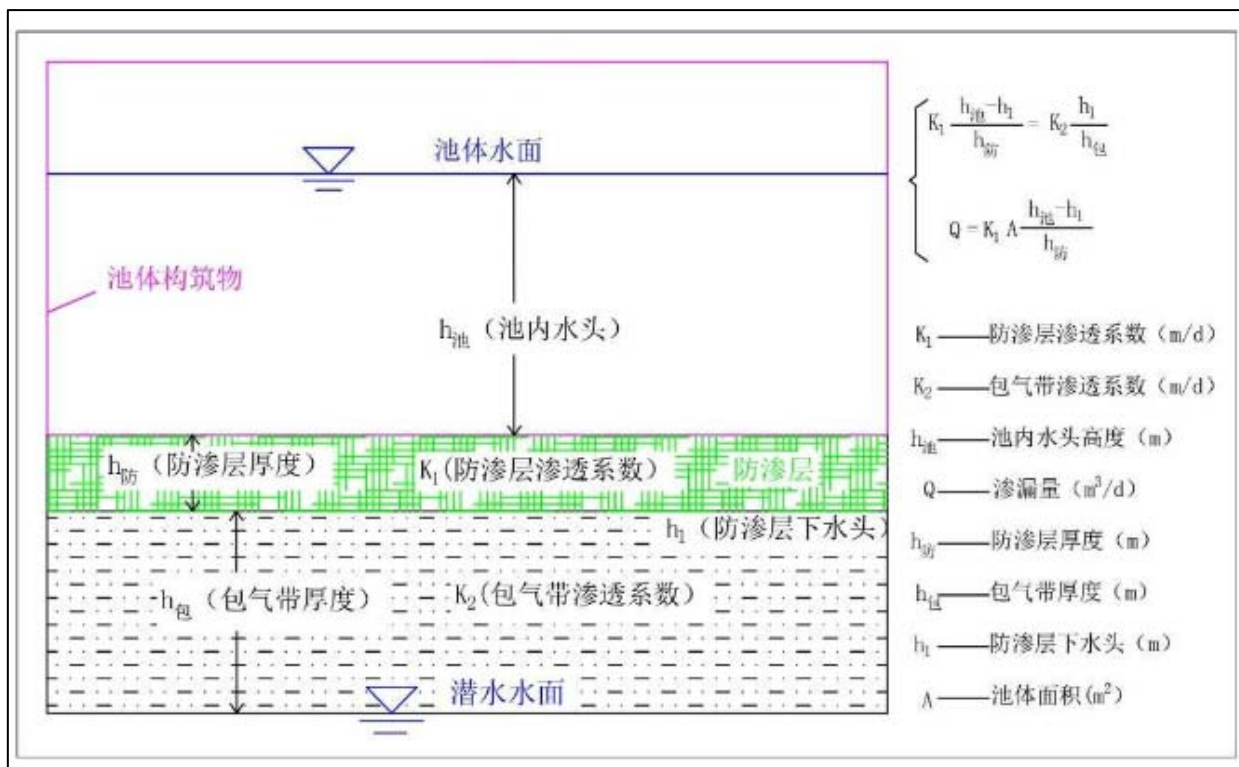 池体水面
池体构筑物
h池（池内水头）
h防（防渗层厚度）
K1(防渗层渗透系数)
防渗层
h1（防渗层下水头）
h包（包气带厚度）
K2(包气带渗透系数)
潜水水面
K1 (h池-h1)/h防 = K2 h1/h包
Q = K1 A (h池-h1)/h防
K1——防渗层渗透系数（m/d）
K2——包气带渗透系数（m/d）
h池——池内水头高度（m）
Q——渗漏量（m³/d）
h防——防渗层厚度（m）
h包——包气带厚度（m）
h1——防渗层下水头（m）
A——池体面积(m²)